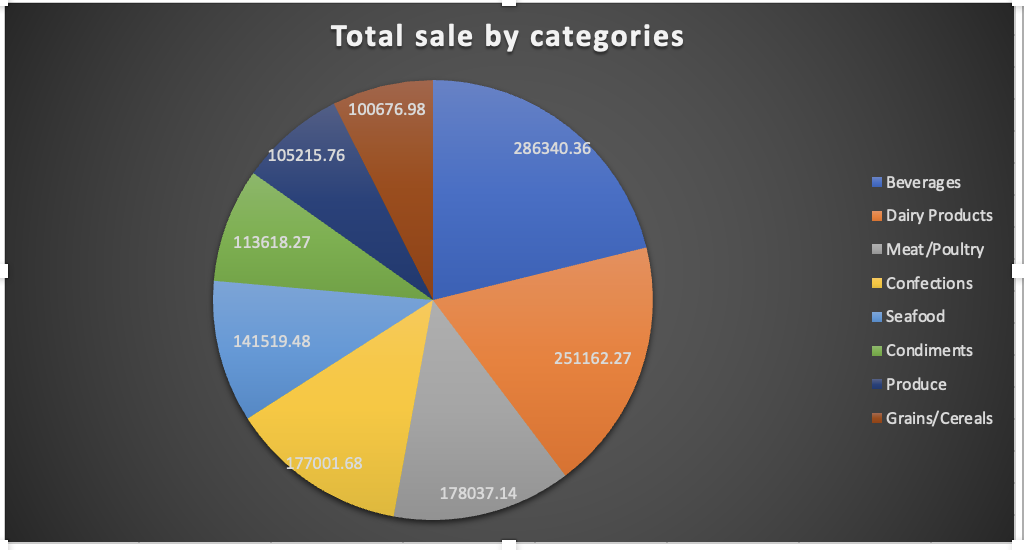 Total sale by categories
100676.98
286340.36
105215.76
113618.27
141519.48
251162.27
177001.68
178037.14
Beverages
Dairy Products
Meat/Poultry
Confections
Seafood
Condiments
Produce
Grains/Cereals